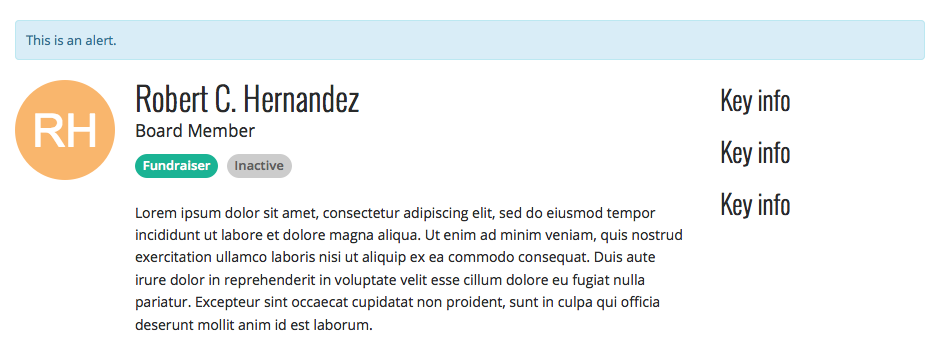 This is an alert.
RH
Robert C. Hernandez
Board Member
Fundraiser Inactive
Lorem ipsum dolor sit amet, consectetur adipiscing elit, sed do eiusmod tempor
incididunt ut labore et dolore magna aliqua. Ut enim ad minim veniam, quis nostrud
exercitation ullamco laboris nisi ut aliquip ex ea commodo consequat. Duis aute
irure dolor in reprehenderit in voluptate velit esse cillum dolore eu fugiat nulla
pariatur. Excepteur sint occaecat cupidatat non proident, sunt in culpa qui officia
deserunt mollit anim id est laborum.
Key info
Key info
Key info